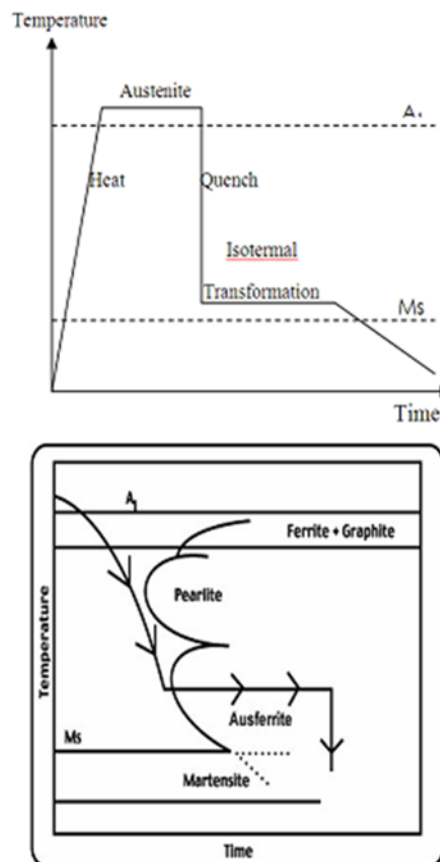 Temperature
Austenite
A₁
Heat
Quench
Isotermal
Transformation
Ms
Time
A₁
Ferrite + Graphite
Pearlite
Temperature
Ausferrite
Ms
Martensite
Time